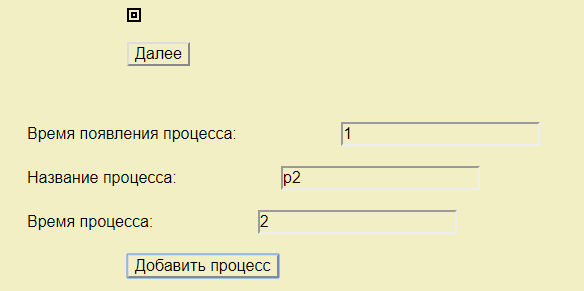 Далее
Время появления процесса: 1
Название процесса: p2
Время процесса: 2
Добавить процесс